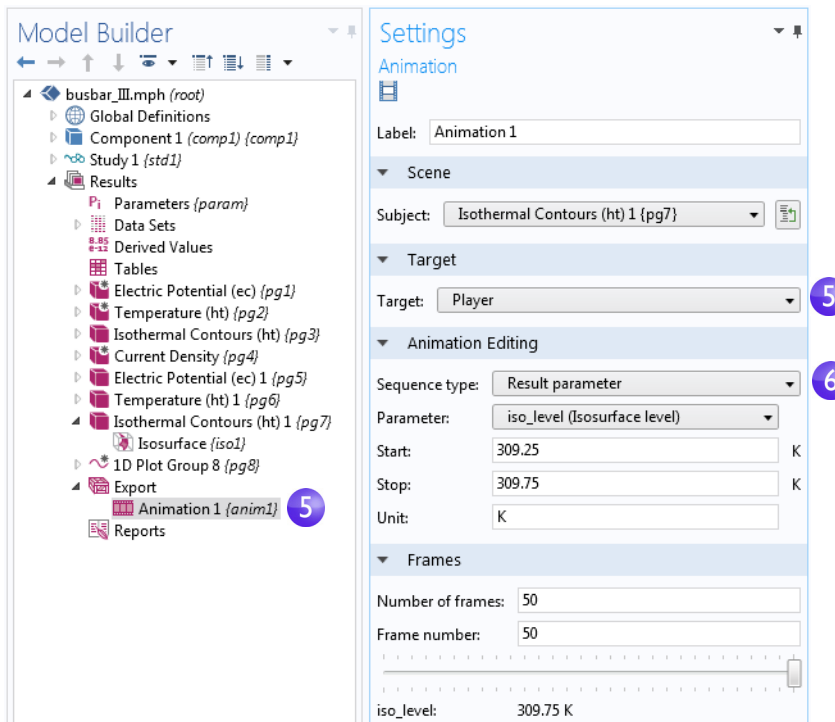 Model Builder
busbar_III.mph (root)
Global Definitions
Component 1 (comp1) {comp1}
Study 1 {std1}
Results
Pi Parameters {param}
Data Sets
8.85
e-12 Derived Values
Tables
Electric Potential (ec) {pg1}
Temperature (ht) {pg2}
Isothermal Contours (ht) {pg3}
Current Density {pg4}
Electric Potential (ec) 1 {pg5}
Temperature (ht) 1 {pg6}
Isothermal Contours (ht) 1 {pg7}
Isosurface {iso1}
1D Plot Group 8 {pg8}
Export
Animation 1 {anim1} 5
Reports
Settings
Animation
Label: Animation 1
Scene
Subject: Isothermal Contours (ht) 1 {pg7}
Target
Target: Player 5
Animation Editing
Sequence type: Result parameter 6
Parameter: iso_level (Isosurface level)
Start: 309.25 K
Stop: 309.75 K
Unit: K
Frames
Number of frames: 50
Frame number: 50
iso_level: 309.75 K